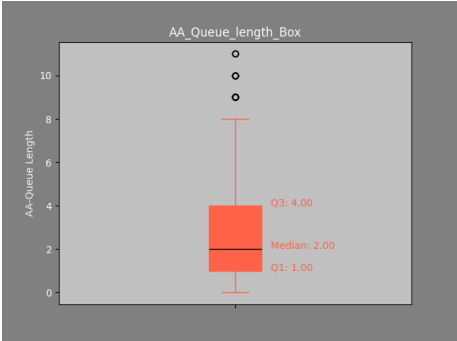 AA_Queue_length_Box
AA-Queue Length
10
8
6
4
2
0
Q3: 4.00
Median: 2.00
Q1: 1.00